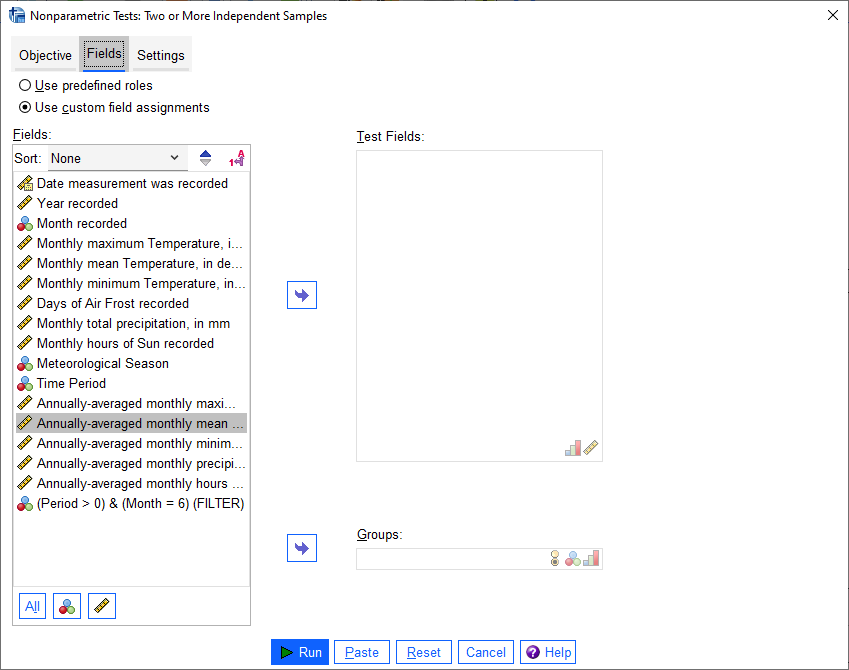 Nonparametric Tests: Two or More Independent Samples
Objective Fields Settings
Use predefined roles
Use custom field assignments
Fields:
Sort: None
Date measurement was recorded
Year recorded
Month recorded
Monthly maximum Temperature, i...
Monthly mean Temperature, in de...
Monthly minimum Temperature, in...
Days of Air Frost recorded
Monthly total precipitation, in mm
Monthly hours of Sun recorded
Meteorological Season
Time Period
Annually-averaged monthly maxi...
Annually-averaged monthly mean ...
Annually-averaged monthly minim...
Annually-averaged monthly precipi...
Annually-averaged monthly hours ...
(Period > 0) & (Month = 6) (FILTER)
All
Test Fields:
Groups:
Run Paste Reset Cancel Help